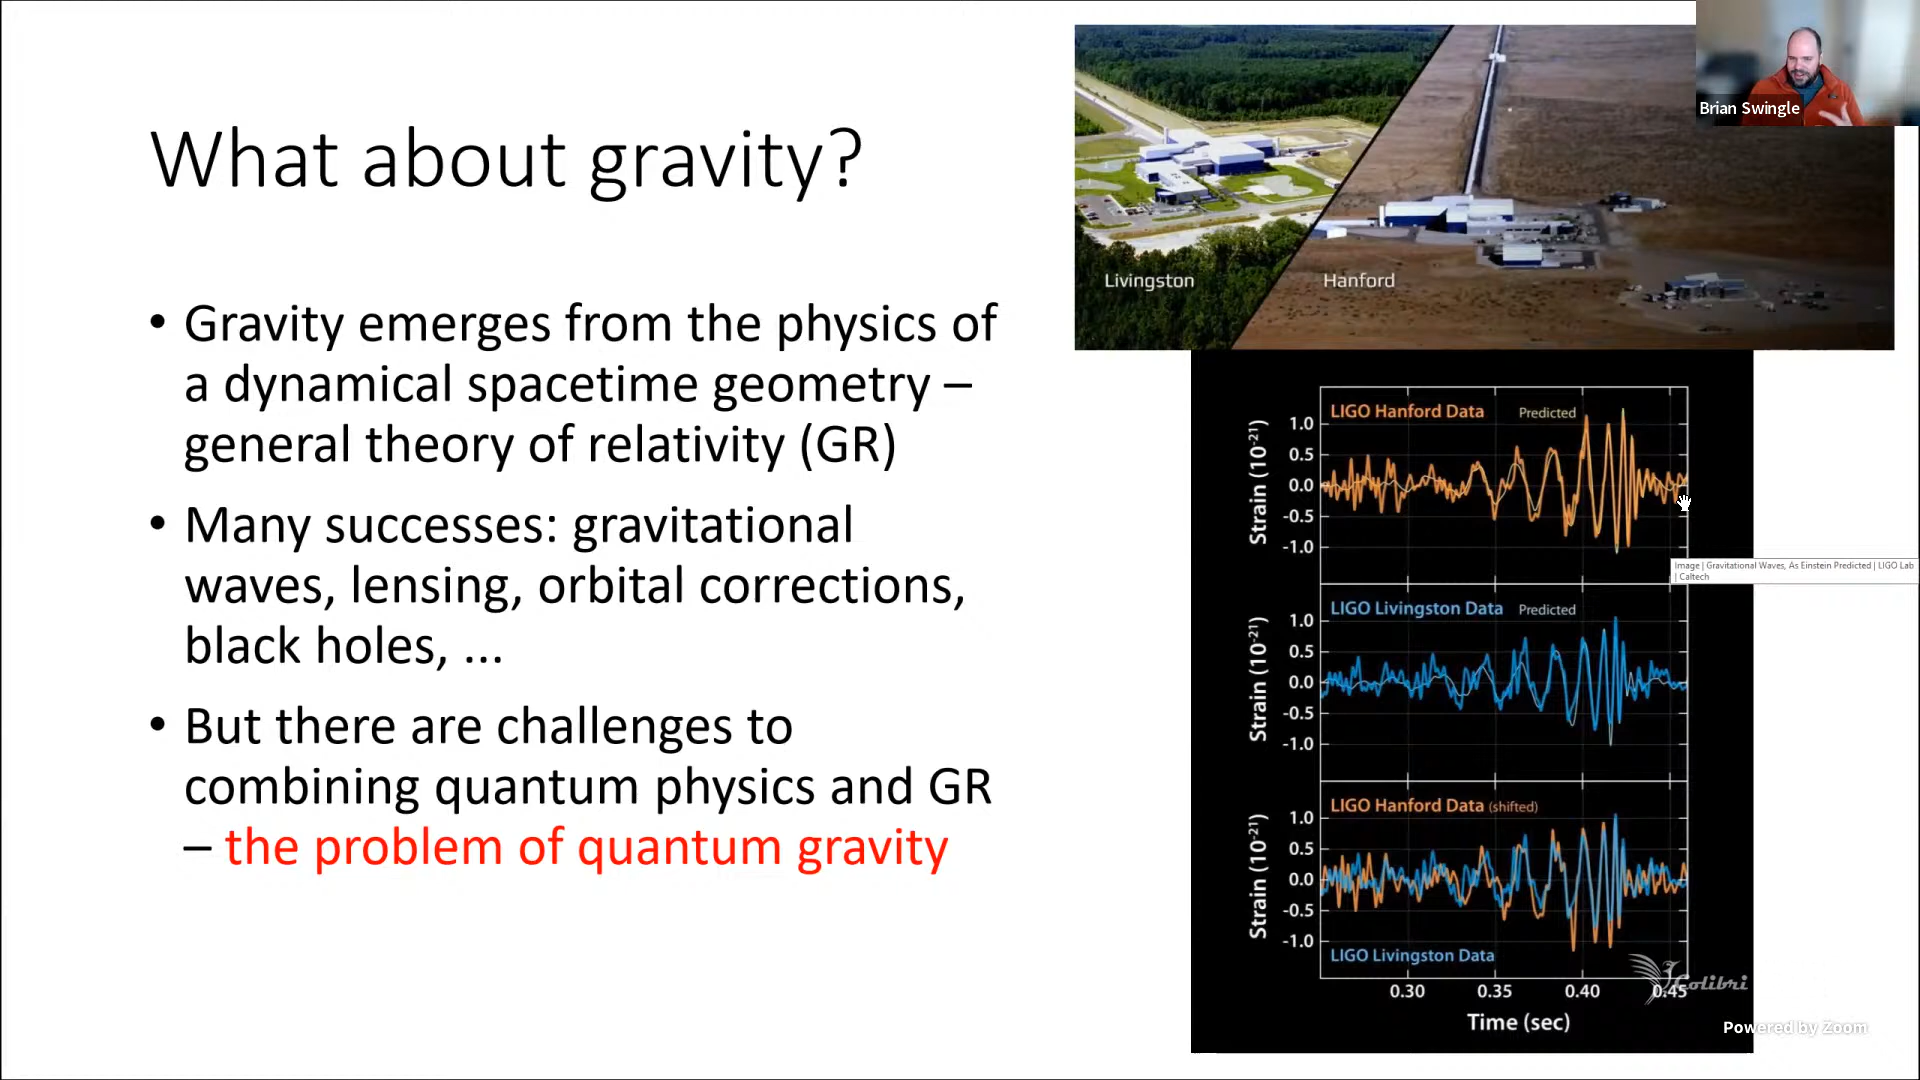 What about gravity?
• Gravity emerges from the physics of
a dynamical spacetime geometry –
general theory of relativity (GR)
• Many successes: gravitational
waves, lensing, orbital corrections,
black holes, ...
• But there are challenges to
combining quantum physics and GR
– the problem of quantum gravity
Livingston
Hanford
Brian Swingle
LIGO Hanford Data Predicted
Strain (10⁻²¹)
1.0
0.5
0.0
-0.5
-1.0
Image | Gravitational Waves, As Einstein Predicted | LIGO Lab
| Caltech
LIGO Livingston Data Predicted
Strain (10⁻²¹)
1.0
0.5
0.0
-0.5
-1.0
LIGO Hanford Data (shifted)
Strain (10⁻²¹)
1.0
0.5
0.0
-0.5
-1.0
LIGO Livingston Data
0.30 0.35 0.40 0.45
Time (sec)
Colibri
Powered by Zoom